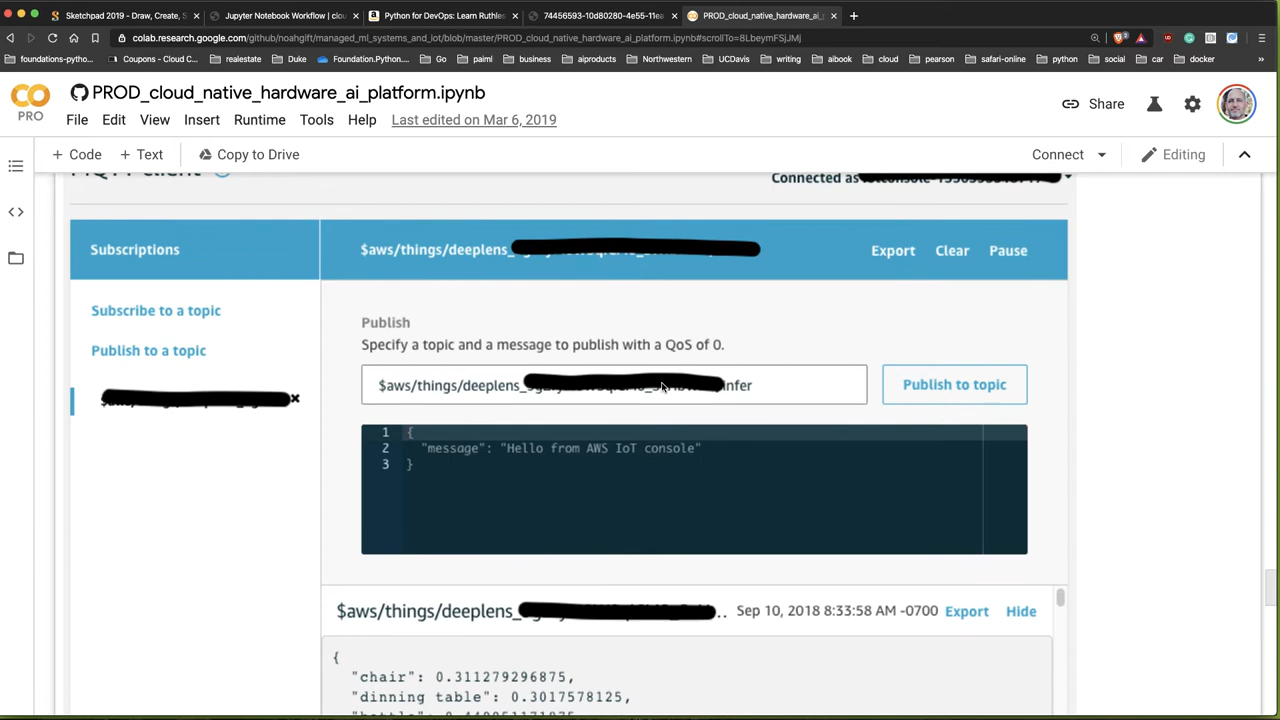 Sketchpad 2019 - Draw, Create, S
Jupyter Notebook Workflow | clou
Python for DevOps: Learn Ruthles
74456593-10d80280-4e55-11ea
PROD_cloud_native_hardware_ai_
colab.research.google.com/github/noahgift/managed_ml_systems_and_iot/blob/master/PROD_cloud_native_hardware_ai_platform.ipynb#scrollTo=8LbeymFSjJMj
foundations-pytho...
Coupons - Cloud C...
realestate
Duke
Foundation.Python....
Go
paiml
business
aiproducts
Northwestern
UCDavis
writing
aibook
cloud
pearson
safari-online
python
social
car
docker
PRO
PROD_cloud_native_hardware_ai_platform.ipynb
Share
File Edit View Insert Runtime Tools Help Last edited on Mar 6, 2019
+ Code + Text Copy to Drive Connect Editing
MQTT client
Connected as
Subscriptions
$aws/things/deeplens_
Export Clear Pause
Subscribe to a topic
Publish to a topic
Publish
Specify a topic and a message to publish with a QoS of 0.
$aws/things/deeplens_ infer
Publish to topic
1 {
2 "message": "Hello from AWS IoT console"
3 }
$aws/things/deeplens_ .. Sep 10, 2018 8:33:58 AM -0700 Export Hide
{
"chair": 0.311279296875,
"dinning table": 0.3017578125,